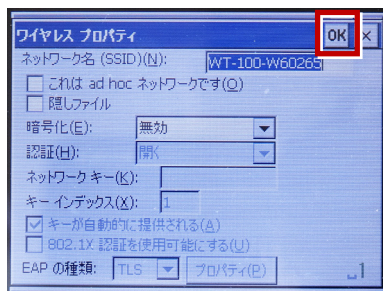 ワイヤレス プロパティ OK ×
ネットワーク名 (SSID)(N): WT-100-W60265
これは ad hoc ネットワークです(O)
隠しファイル
暗号化(E): 無効
認証(H): 開く
ネットワーク キー(K):
キー インデックス(X): 1
キーが自動的に提供される(A)
802.1X 認証を使用可能にする(U)
EAP の種類: TLS プロパティ(P)
1